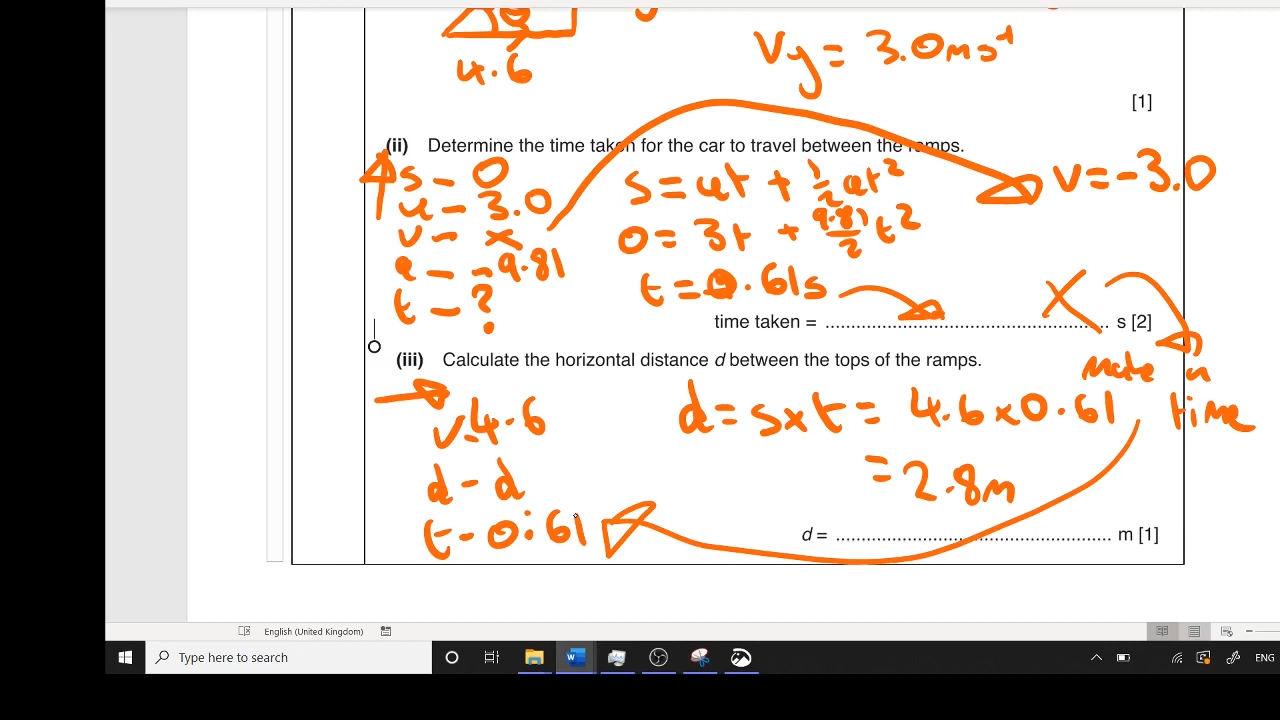 4.6
Vy = 3.0ms⁻¹
[1]
(ii) Determine the time taken for the car to travel between the ramps.
s - 0
u - 3.0
v - x
a - -9.81
t - ?
s = ut + 1/2 at²
0 = 3t + 9.81/2 t²
t = 0.61s
v = -3.0
X
time taken = ........................................ s [2]
(iii) Calculate the horizontal distance d between the tops of the ramps.
time
v-4.6
d - d
t - 0.61
d = s x t = 4.6 x 0.61
= 2.8m
d = ........................................ m [1]
English (United Kingdom)
Type here to search
ENG